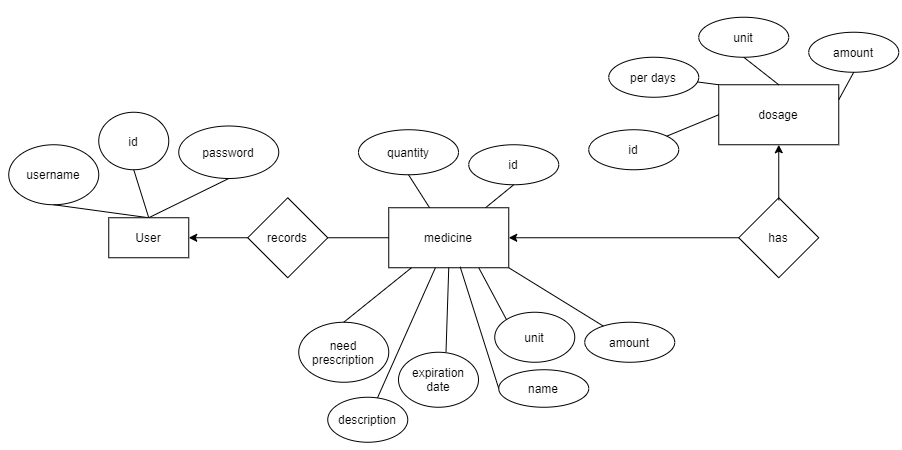 unit
amount
per days
dosage
id
id
password
username
quantity
id
User
records
medicine
has
need
prescription
unit
amount
expiration
date
name
description